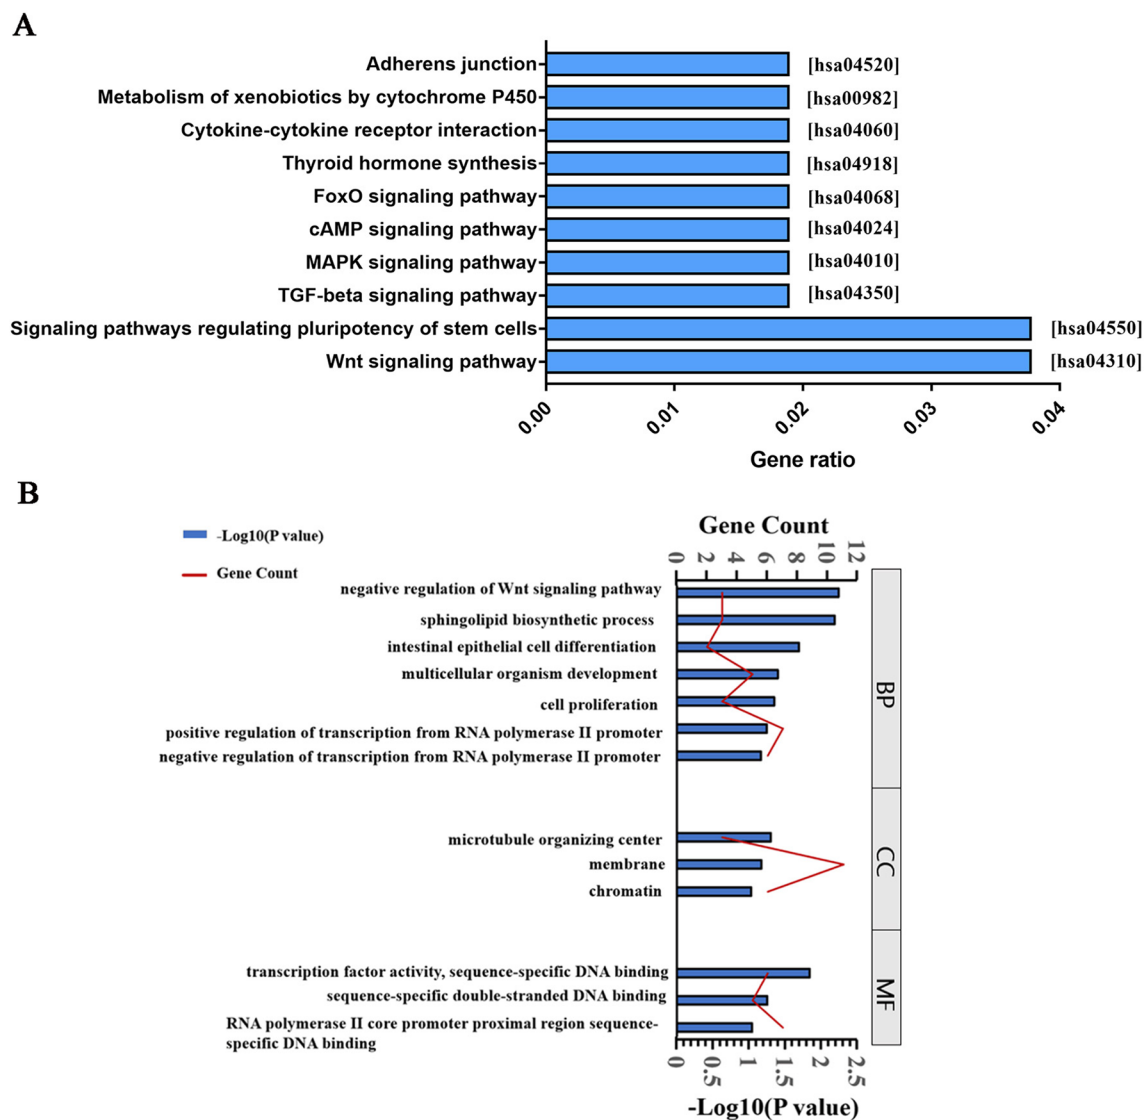 A
Adherens junction [hsa04520]
Metabolism of xenobiotics by cytochrome P450 [hsa00982]
Cytokine-cytokine receptor interaction [hsa04060]
Thyroid hormone synthesis [hsa04918]
FoxO signaling pathway [hsa04068]
cAMP signaling pathway [hsa04024]
MAPK signaling pathway [hsa04010]
TGF-beta signaling pathway [hsa04350]
Signaling pathways regulating pluripotency of stem cells [hsa04550]
Wnt signaling pathway [hsa04310]
0.00 0.01 0.02 0.03 0.04
Gene ratio
B
-Log10(P value)
Gene Count
Gene Count
0 2 4 6 8 10 12
negative regulation of Wnt signaling pathway
sphingolipid biosynthetic process
intestinal epithelial cell differentiation
multicellular organism development
cell proliferation
positive regulation of transcription from RNA polymerase II promoter
negative regulation of transcription from RNA polymerase II promoter
BP
microtubule organizing center
membrane
chromatin
CC
transcription factor activity, sequence-specific DNA binding
sequence-specific double-stranded DNA binding
RNA polymerase II core promoter proximal region sequence-
specific DNA binding
MF
0 0.5 1 1.5 2 2.5
-Log10(P value)